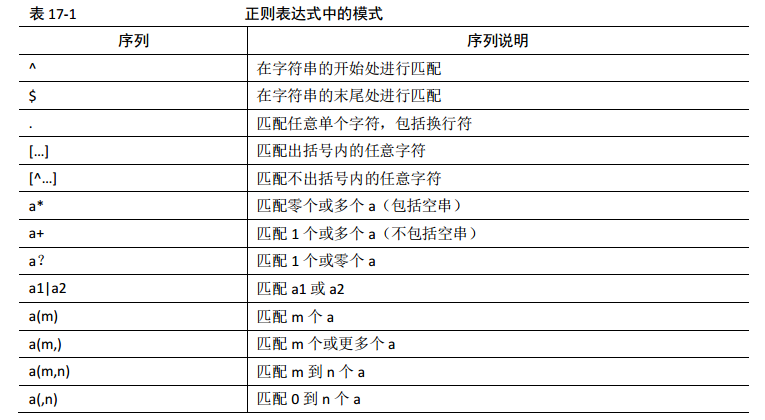 表 17-1 正则表达式中的模式
序列 序列说明
^ 在字符串的开始处进行匹配
$ 在字符串的末尾处进行匹配
. 匹配任意单个字符，包括换行符
[…] 匹配出括号内的任意字符
[^…] 匹配不出括号内的任意字符
a* 匹配零个或多个 a（包括空串）
a+ 匹配 1 个或多个 a（不包括空串）
a？ 匹配 1 个或零个 a
a1|a2 匹配 a1 或 a2
a(m) 匹配 m 个 a
a(m,) 匹配 m 个或更多个 a
a(m,n) 匹配 m 到 n 个 a
a(,n) 匹配 0 到 n 个 a